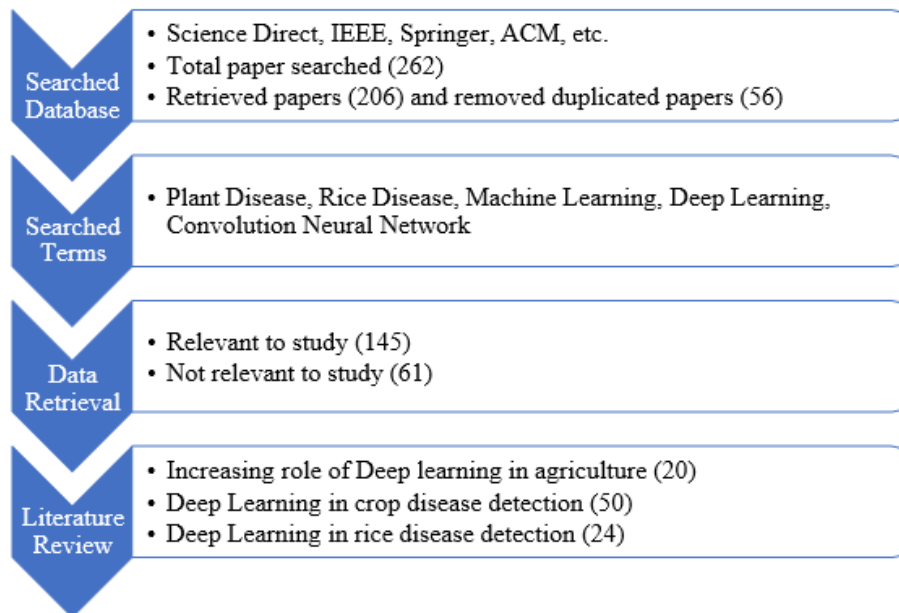 Searched
Database
• Science Direct, IEEE, Springer, ACM, etc.
• Total paper searched (262)
• Retrieved papers (206) and removed duplicated papers (56)
Searched
Terms
• Plant Disease, Rice Disease, Machine Learning, Deep Learning,
Convolution Neural Network
Data
Retrieval
• Relevant to study (145)
• Not relevant to study (61)
Literature
Review
• Increasing role of Deep learning in agriculture (20)
• Deep Learning in crop disease detection (50)
• Deep Learning in rice disease detection (24)